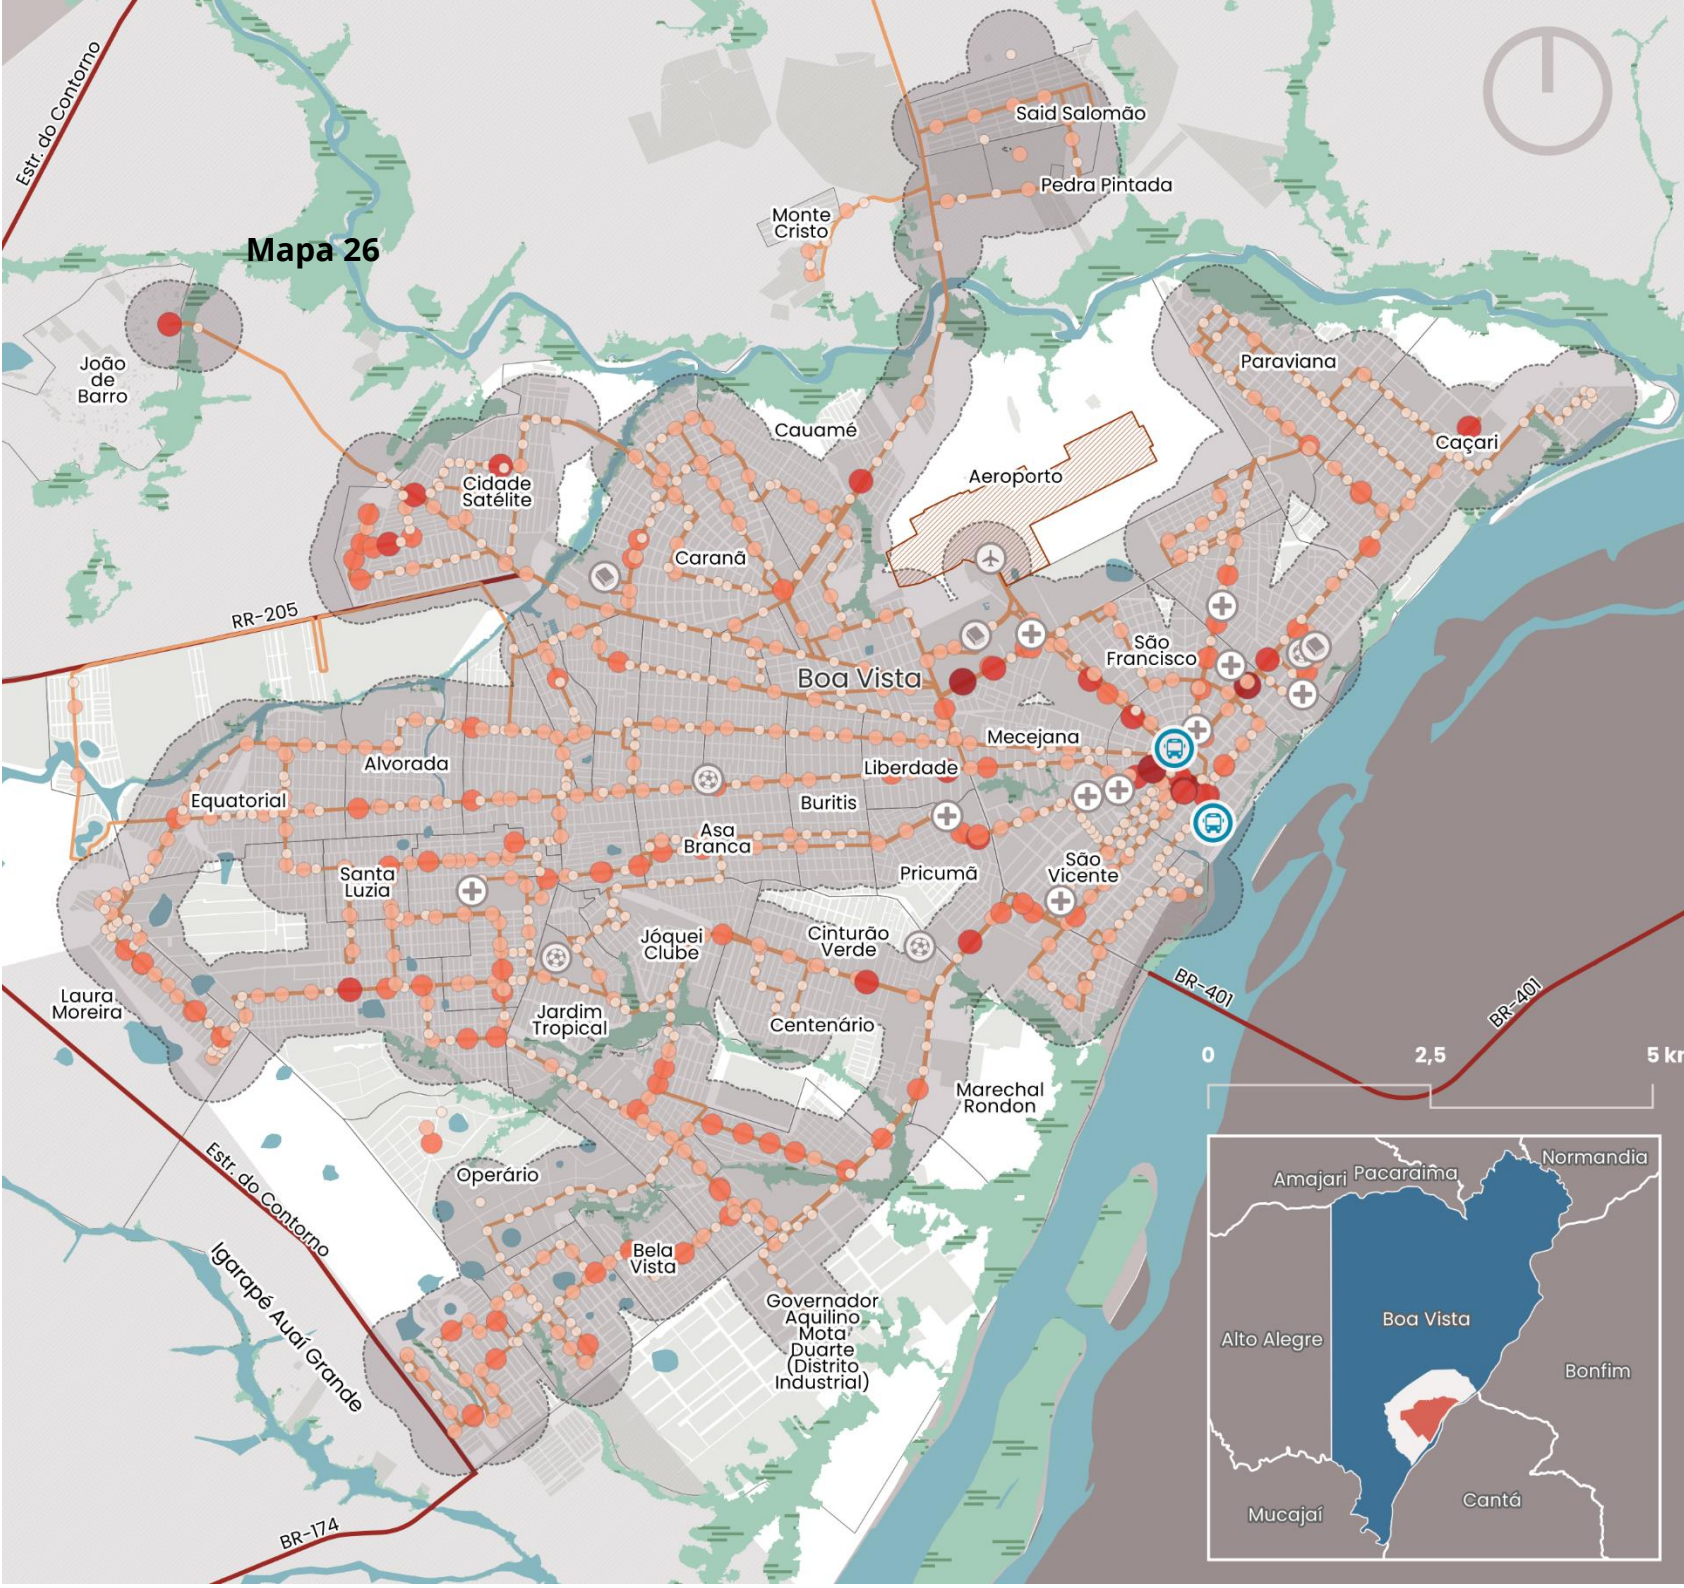 Estr. do Contorno
Said Salomão
Pedra Pintada
Monte
Cristo
Mapa 26
João
de
Barro
Paraviana
Cauamé
Caçari
Aeroporto
Cidade
Satélite
Caranã
RR-205
São
Francisco
Boa Vista
Mecejana
Alvorada
Liberdade
Equatorial
Buritis
Asa
Branca
Santa
Luzia
Pricumã
São
Vicente
Jóquei
Clube
Cinturão
Verde
Laura
Moreira
Jardim
Tropical
Centenário
BR-401
BR-401
0
2,5
5 km
Marechal
Rondon
Operário
Estr. do Contorno
Igarapé Auaí Grande
Bela
Vista
Governador
Aquilino
Mota
Duarte
(Distrito
Industrial)
BR-174
Amajari
Pacaraima
Normandia
Boa Vista
Alto Alegre
Bonfim
Mucajaí
Cantá